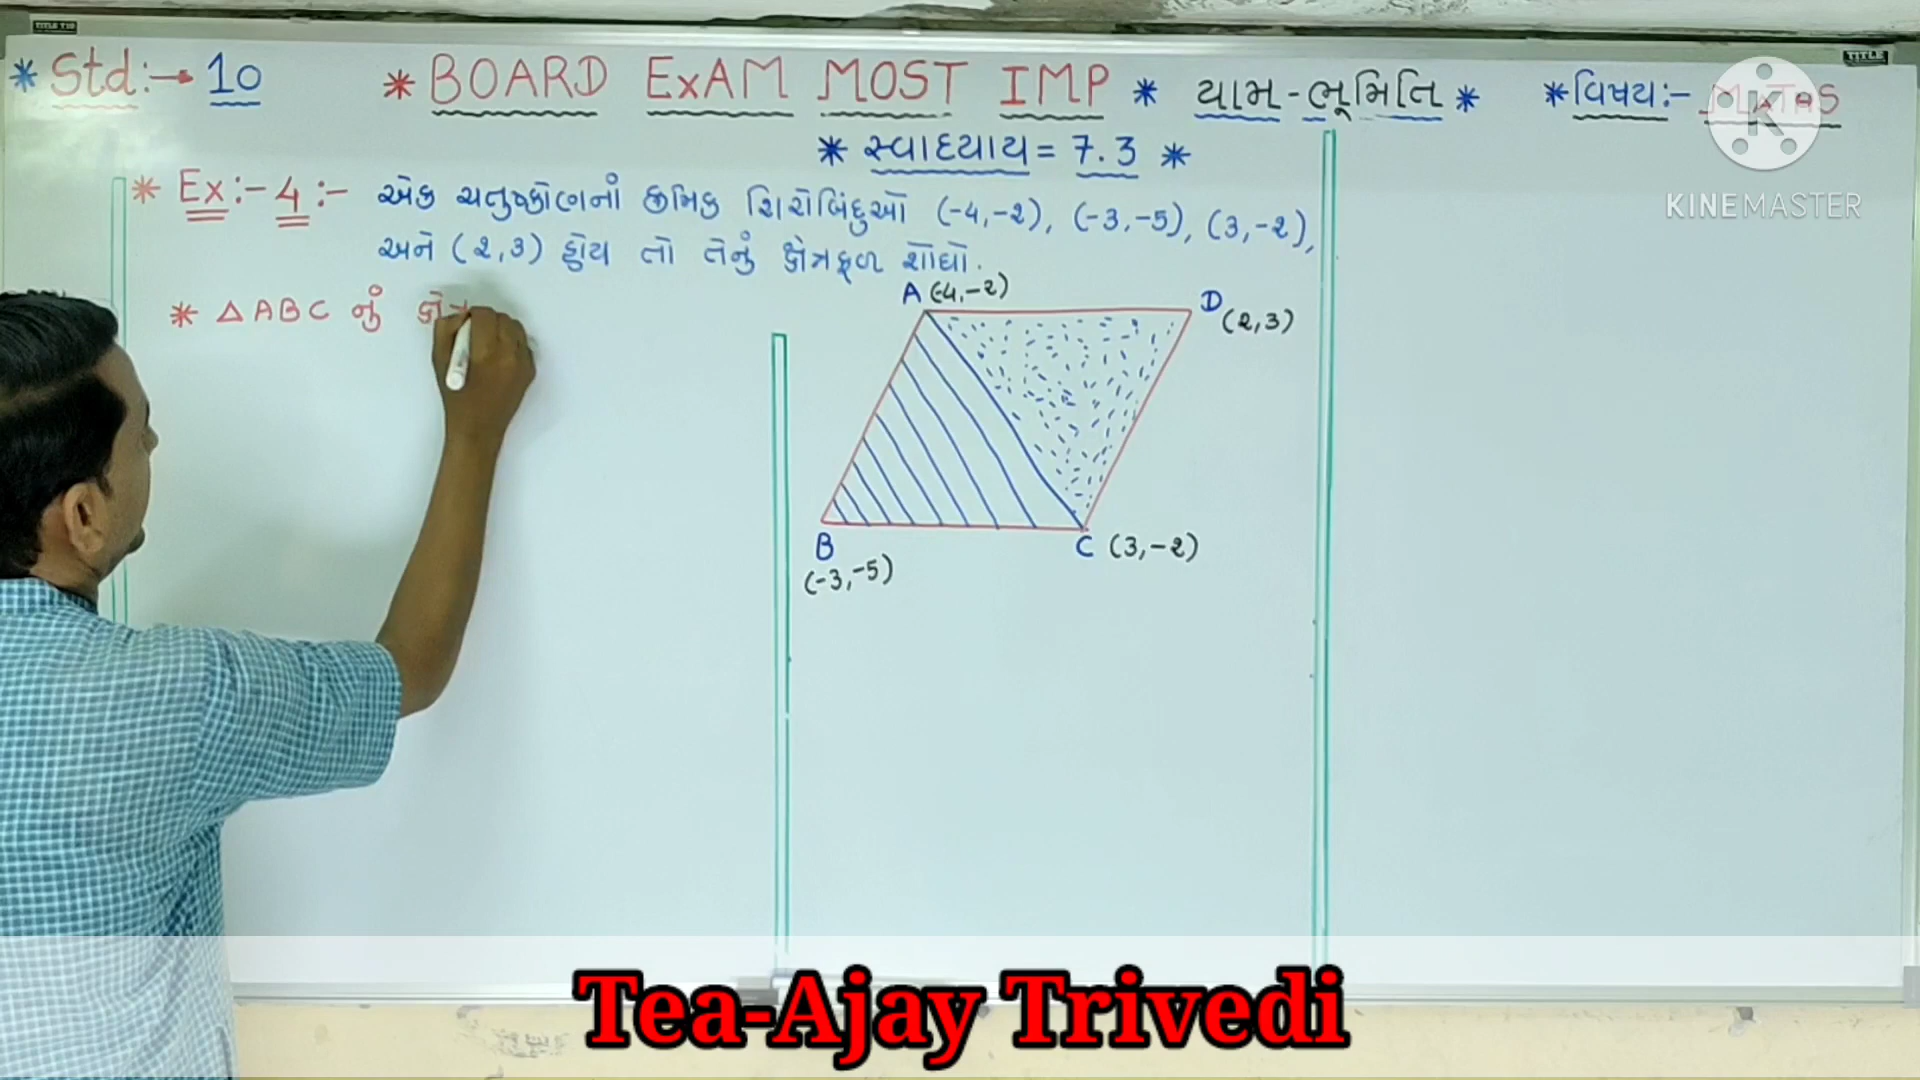 * Std:→ 10 * BOARD ExAM MOST IMP * યામ-ભૂમિતિ * *વિષય:- MATHS
* સ્વાધ્યાય = 7.3 *
* Ex:- 4 :- એક ચતુષ્કોણનાં ક્રમિક શિરોબિંદુઓ (-4,-2), (-3,-5), (3,-2),
અને (2,3) હોય તો તેનું ક્ષેત્રફળ શોધો.
* △ABC નું ક્ષેત્ર
A (-4,-2)
D (2,3)
B (-3,-5)
C (3,-2)
K
KINEMASTER
TITLE
Tea-Ajay Trivedi